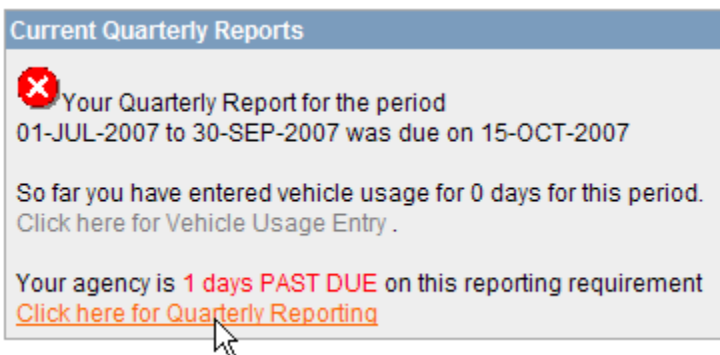 Current Quarterly Reports
Your Quarterly Report for the period
01-JUL-2007 to 30-SEP-2007 was due on 15-OCT-2007
So far you have entered vehicle usage for 0 days for this period.
Click here for Vehicle Usage Entry .
Your agency is 1 days PAST DUE on this reporting requirement
Click here for Quarterly Reporting